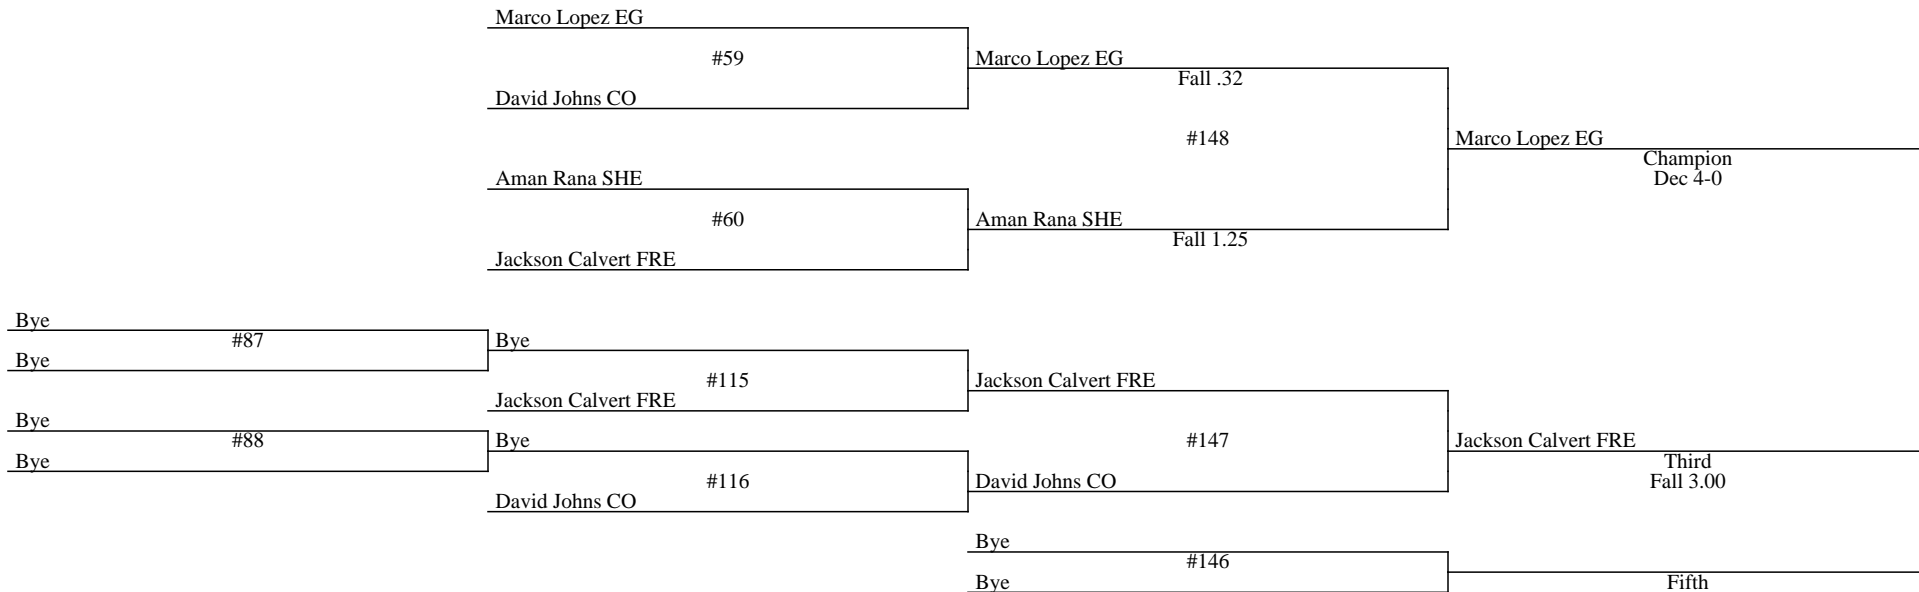 Marco Lopez EG
#59
David Johns CO
Marco Lopez EG
Fall .32
#148
Marco Lopez EG
Champion
Dec 4-0
Aman Rana SHE
#60
Jackson Calvert FRE
Aman Rana SHE
Fall 1.25
Bye
#87
Bye
Bye
#115
Jackson Calvert FRE
Jackson Calvert FRE
Bye
#88
Bye
Bye
#116
David Johns CO
#147
David Johns CO
Jackson Calvert FRE
Third
Fall 3.00
Bye
#146
Bye
Fifth